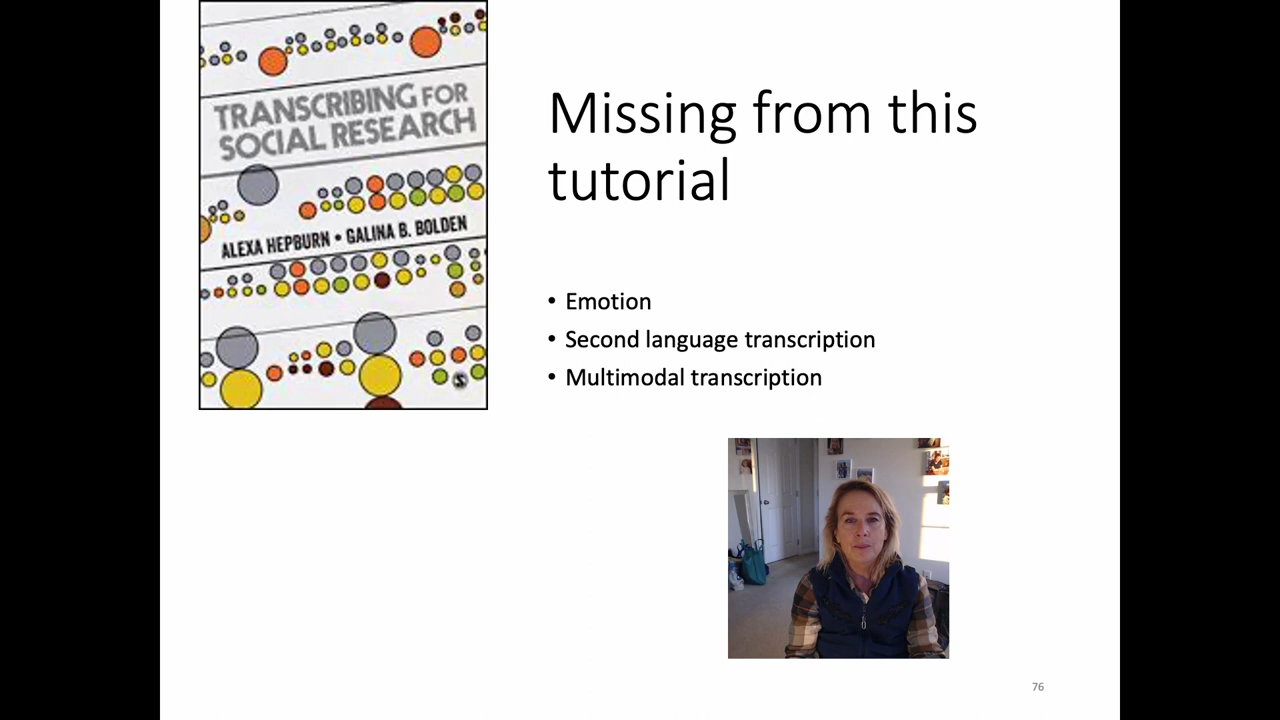 TRANSCRIBING FOR
SOCIAL RESEARCH
ALEXA HEPBURN • GALINA B. BOLDEN
Missing from this
tutorial
• Emotion
• Second language transcription
• Multimodal transcription
76